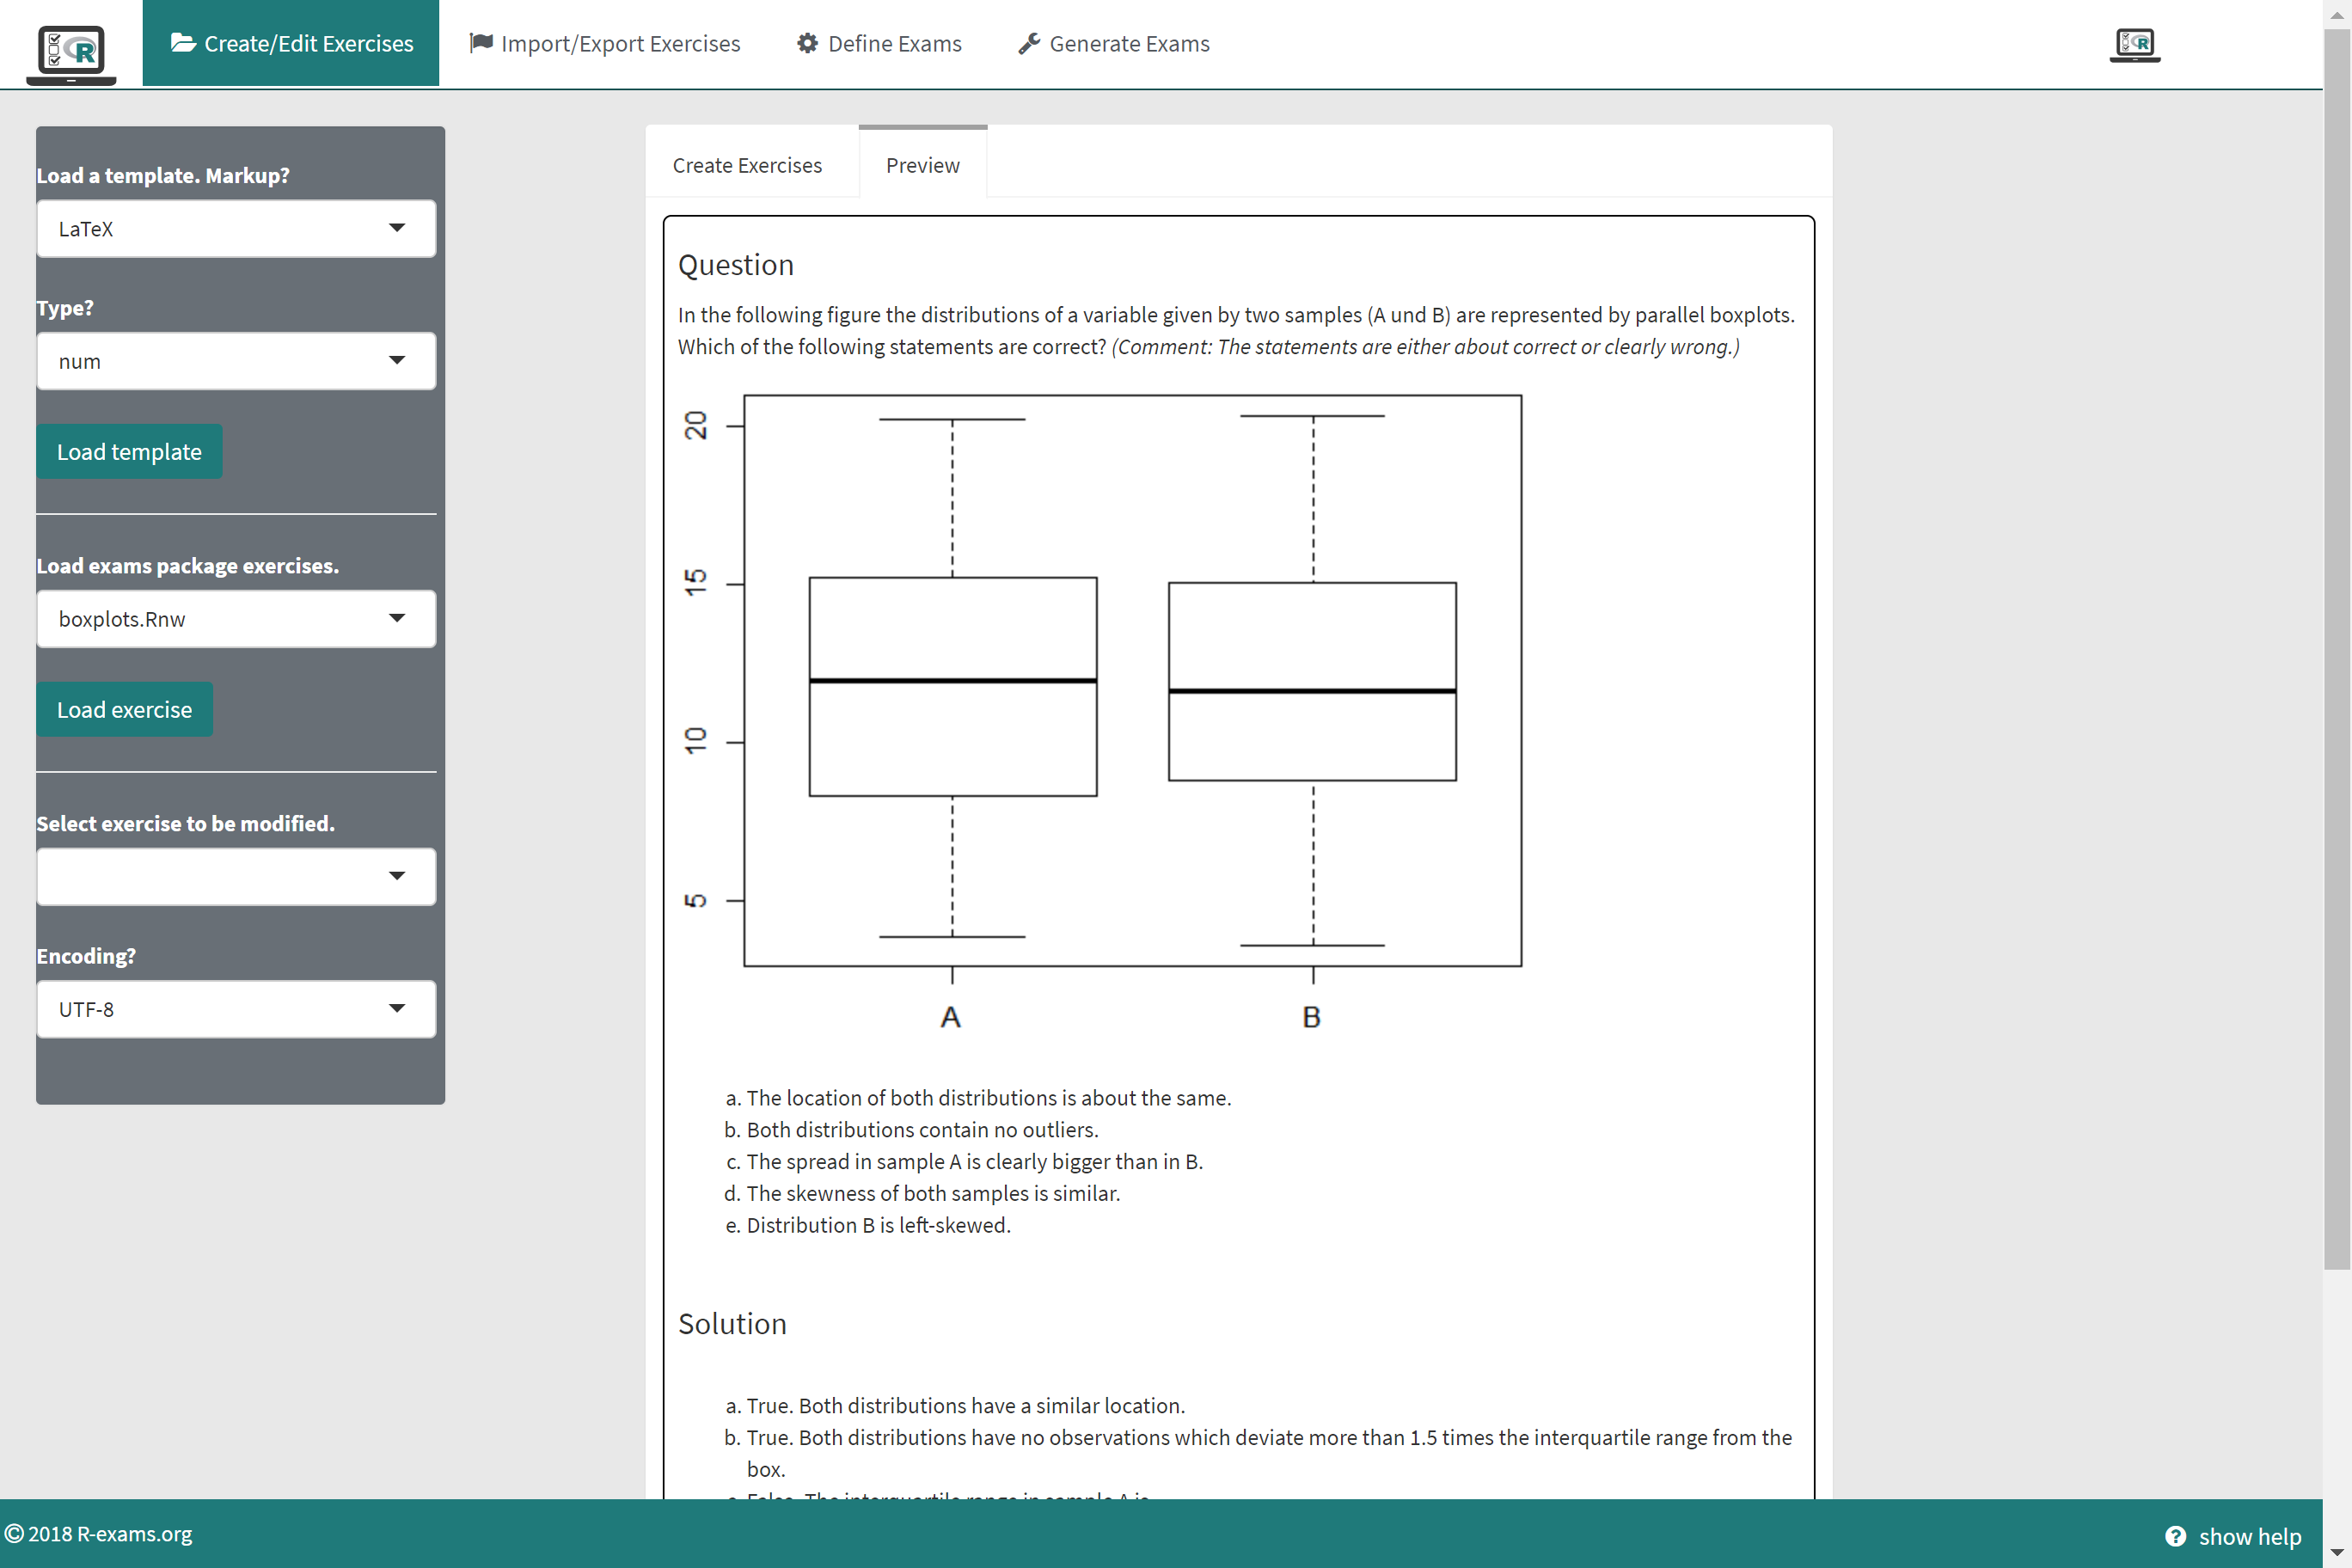 R
Create/Edit Exercises
Import/Export Exercises
Define Exams
Generate Exams
R
Load a template. Markup?
LaTeX
Type?
num
Load template
Load exams package exercises.
boxplots.Rnw
Load exercise
Select exercise to be modified.
Encoding?
UTF-8
Create Exercises
Preview
Question
In the following figure the distributions of a variable given by two samples (A und B) are represented by parallel boxplots.
Which of the following statements are correct? (Comment: The statements are either about correct or clearly wrong.)
20
15
10
5
A
B
a. The location of both distributions is about the same.
b. Both distributions contain no outliers.
c. The spread in sample A is clearly bigger than in B.
d. The skewness of both samples is similar.
e. Distribution B is left-skewed.
Solution
a. True. Both distributions have a similar location.
b. True. Both distributions have no observations which deviate more than 1.5 times the interquartile range from the
box.
c. False. The interquartile range in sample A is
© 2018 R-exams.org
? show help